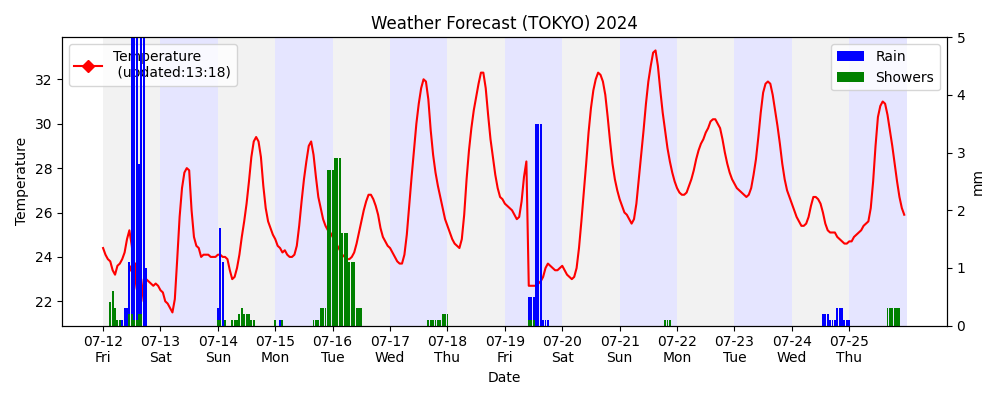 Weather Forecast (TOKYO) 2024
Temperature
(updated:13:18)
Rain
Showers
Temperature
32
30
28
26
24
22
5
4
3
2
1
0
mm
07-12 07-13 07-14 07-15 07-16 07-17 07-18 07-19 07-20 07-21 07-22 07-23 07-24 07-25
Fri Sat Sun Mon Tue Wed Thu Fri Sat Sun Mon Tue Wed Thu
Date